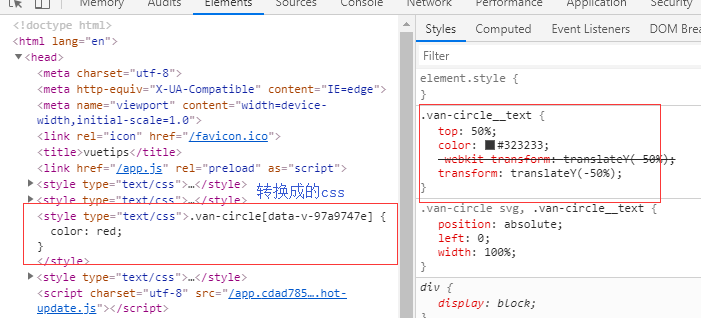 Memory
Audits
Elements
Sources
Console
Network
Performance
Application
Security
<!doctype html>
<html lang="en">
<head>
<meta charset="utf-8">
<meta http-equiv="X-UA-Compatible" content="IE=edge">
<meta name="viewport" content="width=device-
width,initial-scale=1.0">
<link rel="icon" href="/favicon.ico">
<title>vuetips</title>
<link href="/app.js" rel="preload" as="script">
<style type="text/css">…</style>
<style type="text/css">…</style>
转换成的css
<style type="text/css">.van-circle[data-v-97a9747e] {
color: red;
}
</style>
<style type="text/css">…</style>
<script charset="utf-8" src="/app.cdad785….hot-
update.js"></script>
Styles
Computed
Event Listeners
DOM Brea
Filter
element.style {
}
.van-circle__text {
top: 50%;
color: #323233;
-webkit-transform: translateY(-50%);
transform: translateY(-50%);
}
.van-circle svg, .van-circle__text {
position: absolute;
left: 0;
width: 100%;
}
div {
display: block;